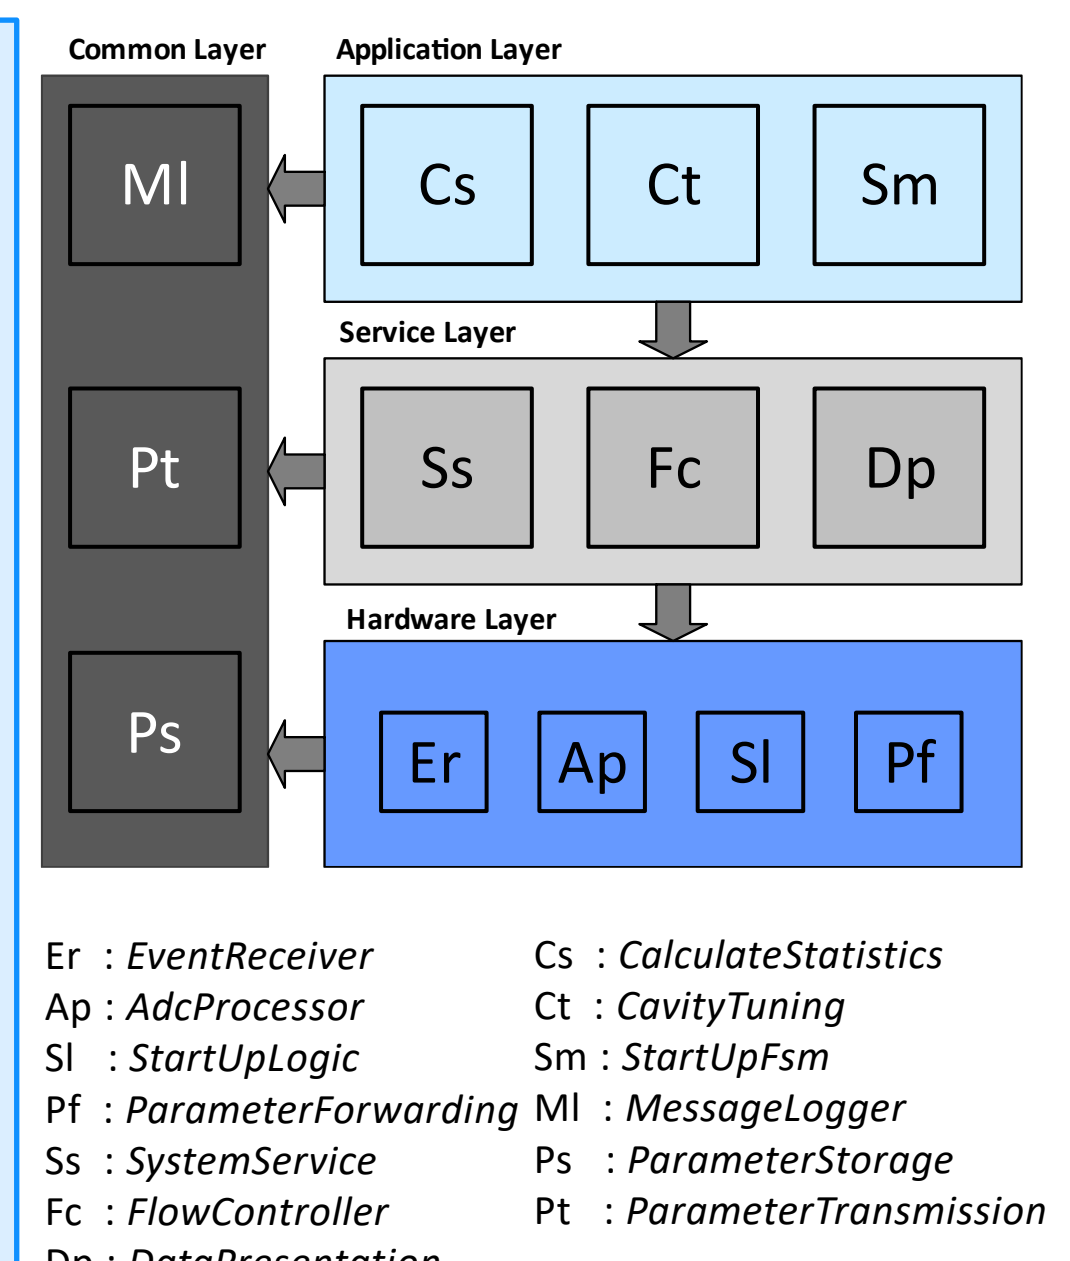 Common Layer
Application Layer
Ml
Cs
Ct
Sm
Service Layer
Pt
Ss
Fc
Dp
Hardware Layer
Ps
Er
Ap
Sl
Pf
Er : EventReceiver
Ap : AdcProcessor
Sl : StartUpLogic
Pf : ParameterForwarding
Ss : SystemService
Fc : FlowController
Dp : DataPresentation
Cs : CalculateStatistics
Ct : CavityTuning
Sm : StartUpFsm
Ml : MessageLogger
Ps : ParameterStorage
Pt : ParameterTransmission